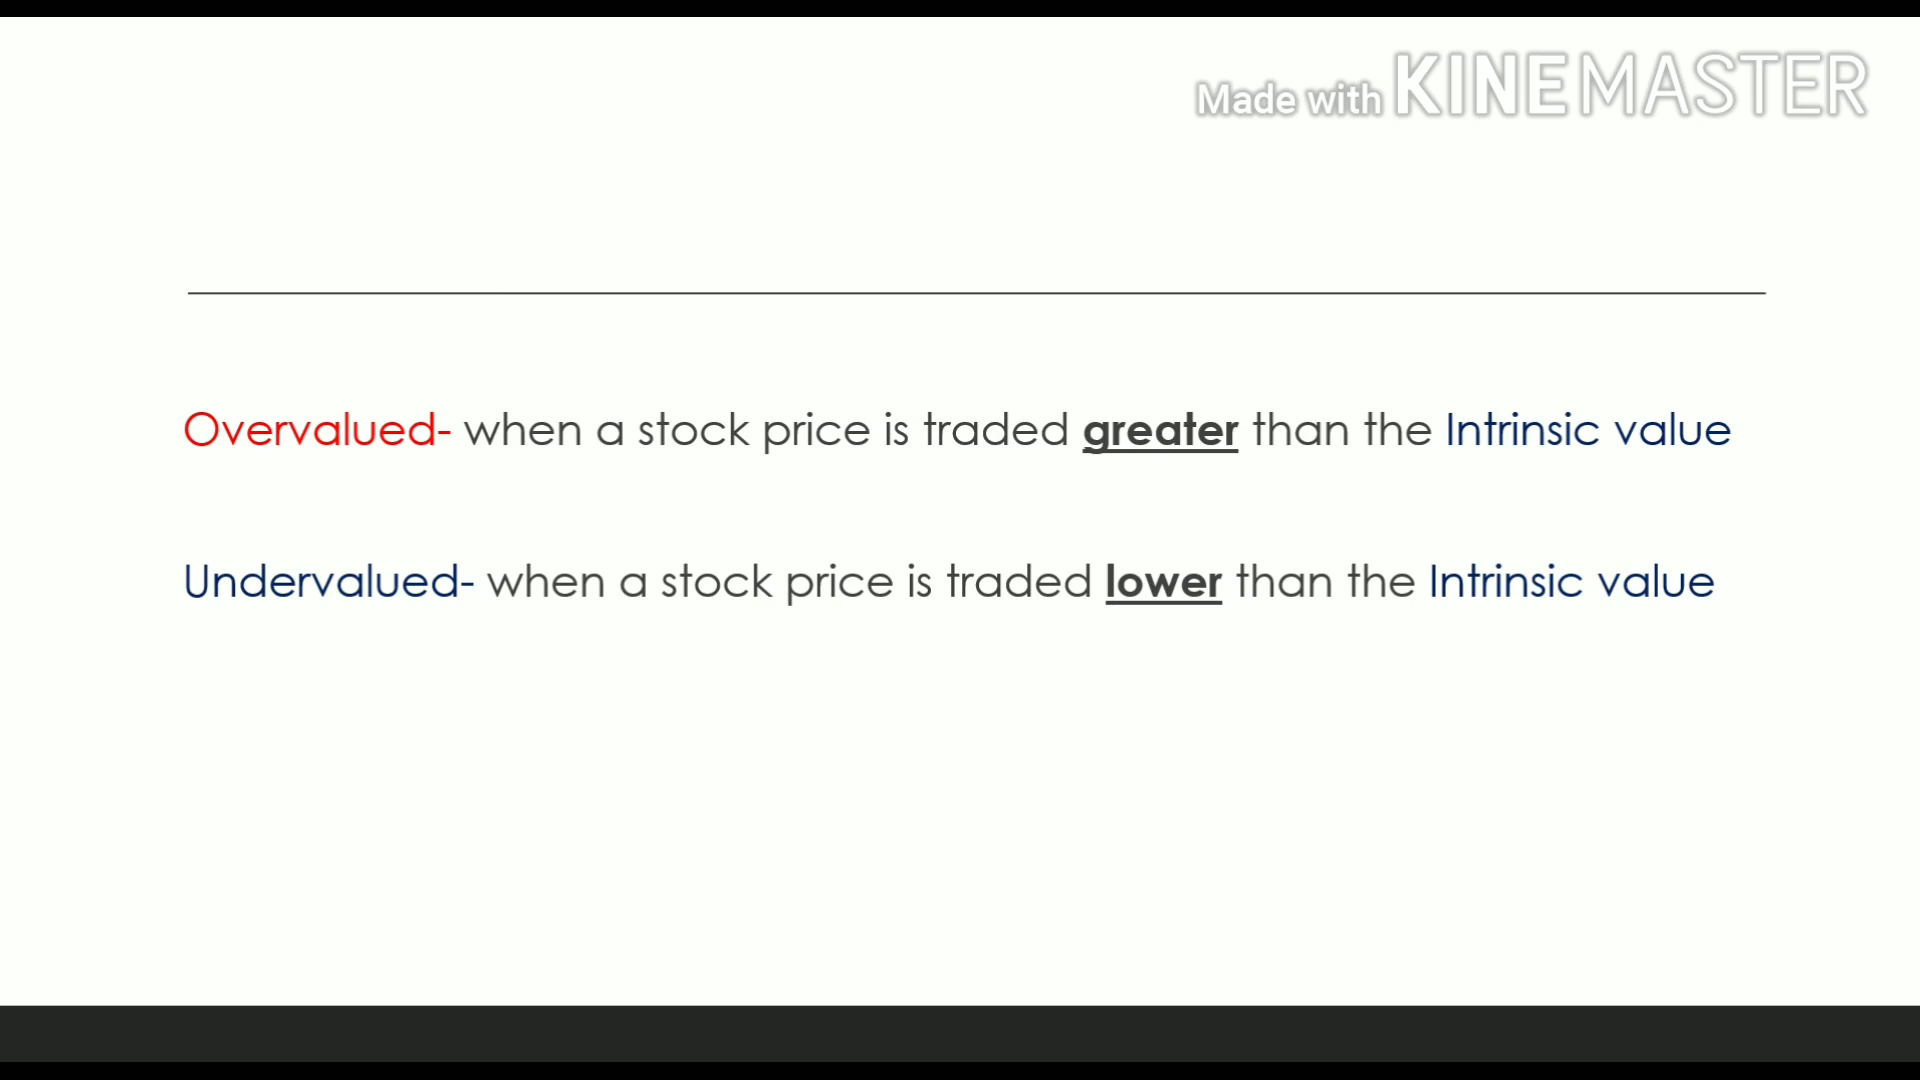 Made with KINEMASTER
Overvalued- when a stock price is traded greater than the Intrinsic value
Undervalued- when a stock price is traded lower than the Intrinsic value